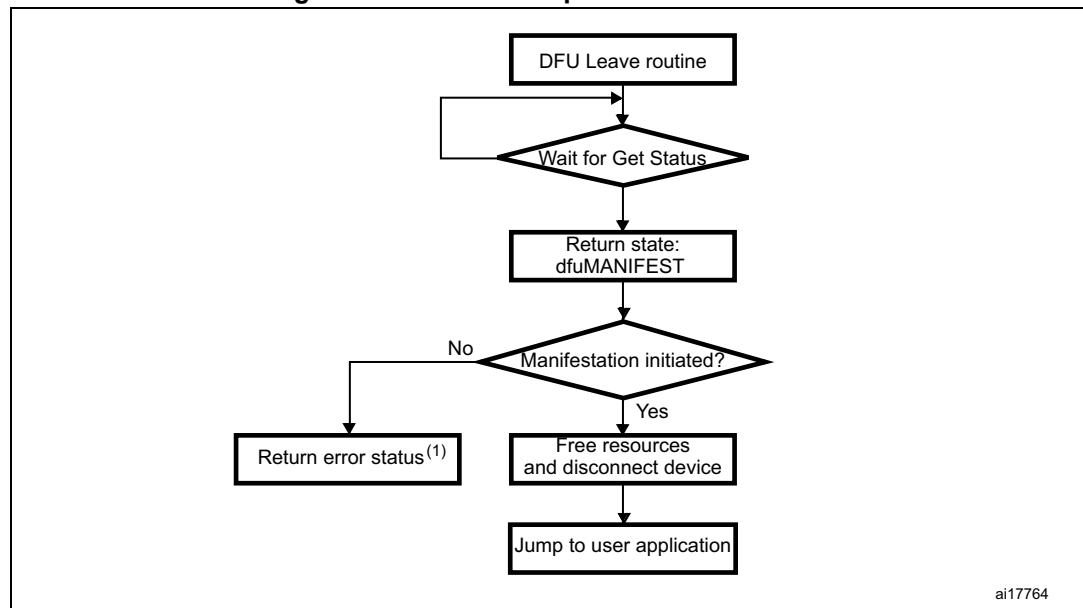 DFU Leave routine
Wait for Get Status
Return state:
dfuMANIFEST
No
Manifestation initiated?
Yes
Return error status(1)
Free resources
and disconnect device
Jump to user application
ai17764